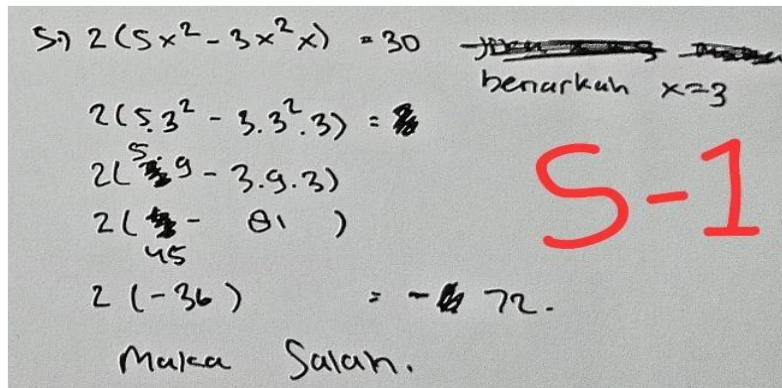 5.) 2(5x² - 3x²x) = 30
benarkah x=3
2(5.3² - 3.3².3) =
2(5.9 - 3.9.3)
2(45 - 81)
2(-36) = -72.
Maka Salah.
S-1